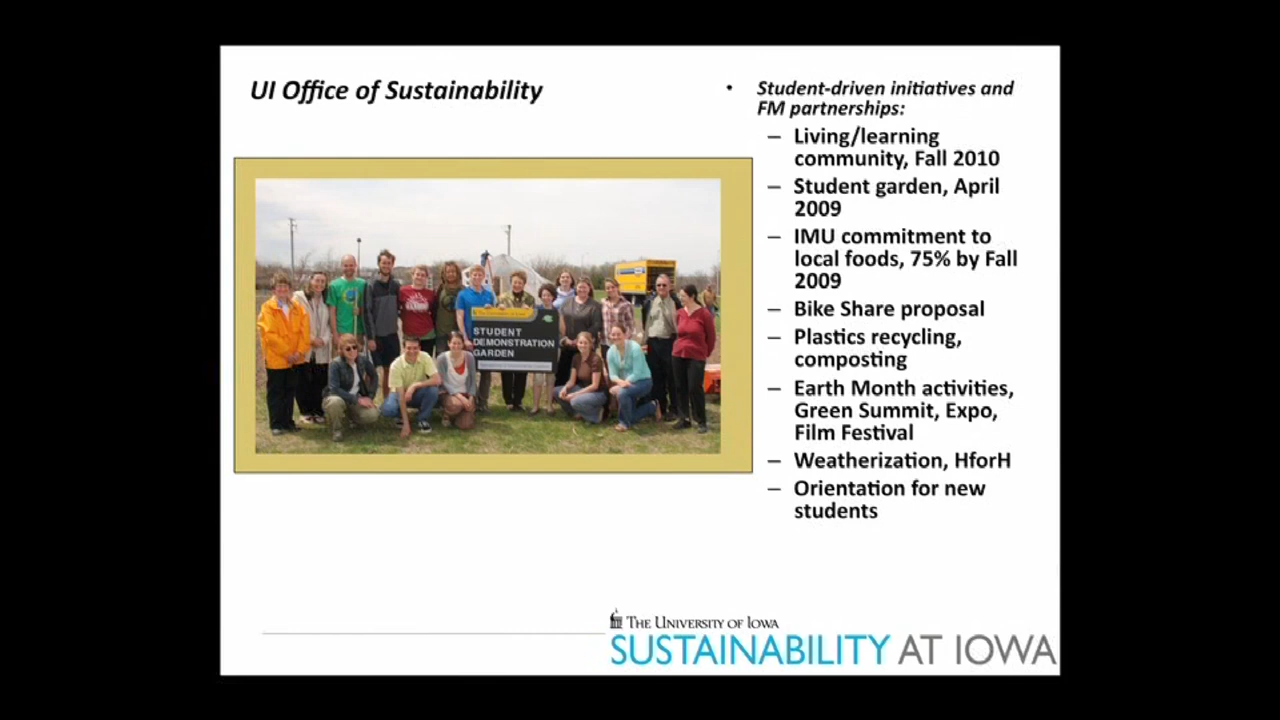 UI Office of Sustainability
• Student-driven initiatives and
FM partnerships:
– Living/learning
community, Fall 2010
– Student garden, April
2009
– IMU commitment to
local foods, 75% by Fall
2009
– Bike Share proposal
– Plastics recycling,
composting
– Earth Month activities,
Green Summit, Expo,
Film Festival
– Weatherization, HforH
– Orientation for new
students
STUDENT
DEMONSTRATION
GARDEN
THE UNIVERSITY OF IOWA
SUSTAINABILITY AT IOWA